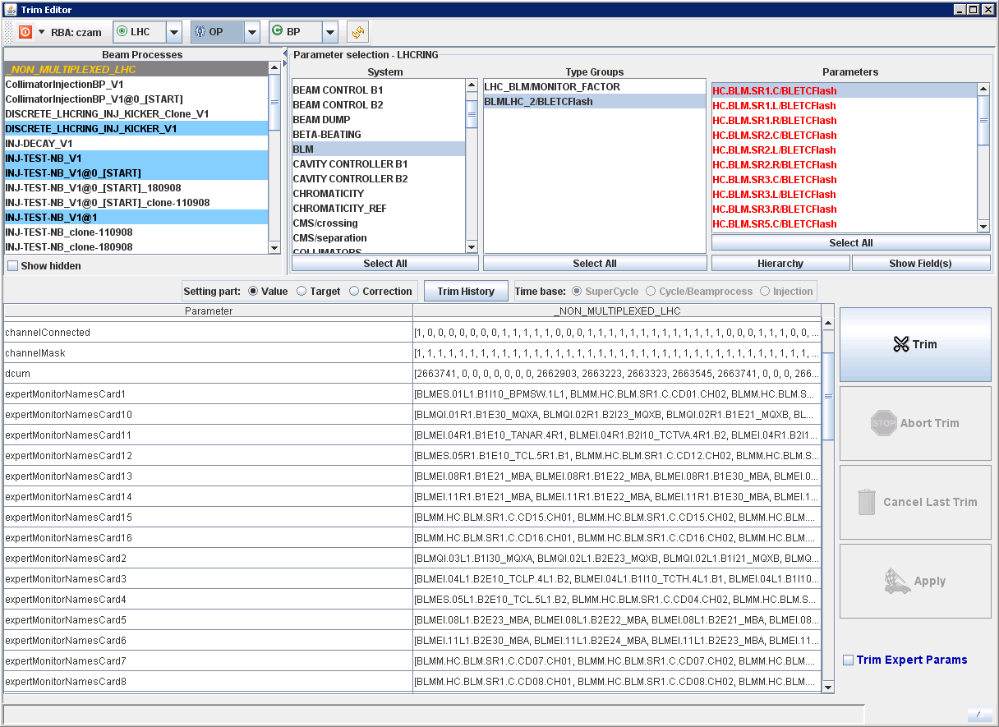 Trim Editor
RBA: czam LHC OP BP
Beam Processes
_NON_MULTIPLEXED_LHC
CollimatorInjectionBP_V1
CollimatorInjectionBP_V1@0_[START]
DISCRETE_LHCRING_INJ_KICKER_Clone_V1
DISCRETE_LHCRING_INJ_KICKER_V1
INJ-DECAY_V1
INJ-TEST-NB_V1
INJ-TEST-NB_V1@0_[START]
INJ-TEST-NB_V1@0_[START]_180908
INJ-TEST-NB_V1@0_[START]_clone-110908
INJ-TEST-NB_V1@1
INJ-TEST-NB_clone-110908
INJ-TEST-NB_clone-180908
Show hidden
Parameter selection - LHCRING
System
BEAM CONTROL B1
BEAM CONTROL B2
BEAM DUMP
BETA-BEATING
BLM
CAVITY CONTROLLER B1
CAVITY CONTROLLER B2
CHROMATICITY
CHROMATICITY_REF
CMS/crossing
CMS/separation
COLLIMATORS
Select All
Type Groups
LHC_BLM/MONITOR_FACTOR
BLMLHC_2/BLETCFlash
Select All
Parameters
HC.BLM.SR1.C/BLETCFlash
HC.BLM.SR1.L/BLETCFlash
HC.BLM.SR1.R/BLETCFlash
HC.BLM.SR2.C/BLETCFlash
HC.BLM.SR2.L/BLETCFlash
HC.BLM.SR2.R/BLETCFlash
HC.BLM.SR3.C/BLETCFlash
HC.BLM.SR3.L/BLETCFlash
HC.BLM.SR3.R/BLETCFlash
HC.BLM.SR5.C/BLETCFlash
Select All
Hierarchy Show Field(s)
Setting part: Value Target Correction Trim History Time base: SuperCycle Cycle/Beamprocess Injection
Parameter _NON_MULTIPLEXED_LHC
channelConnected [1, 0, 0, 0, 0, 0, 0, 0, 1, 1, 1, 1, 1, 0, 0, 0, 1, 1, 1, 1, 1, 1, 1, 1, 1, 1, 1, 1, 1, 0, 0, 0, 1, 1, 1, 0, 0, ...
channelMask [1, 1, 1, 1, 1, 1, 1, 1, 1, 1, 1, 1, 1, 1, 1, 1, 1, 1, 1, 1, 1, 1, 1, 1, 1, 1, 1, 1, 1, 1, 1, 1, 1, 1, 1, 1, 1, ...
dcum [2663741, 0, 0, 0, 0, 0, 0, 0, 2662903, 2663223, 2663323, 2663545, 2663741, 0, 0, 0, 266...
expertMonitorNamesCard1 [BLMES.01L1.B1I10_BPMSW.1L1, BLMM.HC.BLM.SR1.C.CD01.CH02, BLMM.HC.BLM.S...
expertMonitorNamesCard10 [BLMQI.01R1.B1E30_MQXA, BLMQI.02R1.B2I23_MQXB, BLMQI.02R1.B1E21_MQXB, BL...
expertMonitorNamesCard11 [BLMEI.04R1.B1E10_TANAR.4R1, BLMEI.04R1.B2I10_TCTVA.4R1.B2, BLMEI.04R1.B2I1...
expertMonitorNamesCard12 [BLMES.05R1.B1E10_TCL.5R1.B1, BLMM.HC.BLM.SR1.C.CD12.CH02, BLMM.HC.BLM.S...
expertMonitorNamesCard13 [BLMEI.08R1.B1E21_MBA, BLMEI.08R1.B1E22_MBA, BLMEI.08R1.B1E30_MBA, BLMEI.0...
expertMonitorNamesCard14 [BLMEI.11R1.B1E21_MBA, BLMEI.11R1.B1E22_MBA, BLMEI.11R1.B1E30_MBA, BLMEI.1...
expertMonitorNamesCard15 [BLMM.HC.BLM.SR1.C.CD15.CH01, BLMM.HC.BLM.SR1.C.CD15.CH02, BLMM.HC.BLM....
expertMonitorNamesCard16 [BLMM.HC.BLM.SR1.C.CD16.CH01, BLMM.HC.BLM.SR1.C.CD16.CH02, BLMM.HC.BLM....
expertMonitorNamesCard2 [BLMQI.03L1.B1I30_MQXA, BLMQI.02L1.B2E23_MQXB, BLMQI.02L1.B1I21_MQXB, BLMQ...
expertMonitorNamesCard3 [BLMEI.04L1.B2E10_TCLP.4L1.B2, BLMEI.04L1.B1I10_TCTH.4L1.B1, BLMEI.04L1.B1I10...
expertMonitorNamesCard4 [BLMES.05L1.B2E10_TCL.5L1.B2, BLMM.HC.BLM.SR1.C.CD04.CH02, BLMM.HC.BLM.S...
expertMonitorNamesCard5 [BLMEI.08L1.B2E23_MBA, BLMEI.08L1.B2E22_MBA, BLMEI.08L1.B2E21_MBA, BLMEI.08...
expertMonitorNamesCard6 [BLMEI.11L1.B2E30_MBA, BLMEI.11L1.B2E24_MBA, BLMEI.11L1.B2E23_MBA, BLMEI.11...
expertMonitorNamesCard7 [BLMM.HC.BLM.SR1.C.CD07.CH01, BLMM.HC.BLM.SR1.C.CD07.CH02, BLMM.HC.BLM....
expertMonitorNamesCard8 [BLMM.HC.BLM.SR1.C.CD08.CH01, BLMM.HC.BLM.SR1.C.CD08.CH02, BLMM.HC.BLM....
Trim
STOP Abort Trim
Cancel Last Trim
Apply
Trim Expert Params